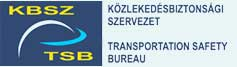 KBSZ
TSB
KÖZLEKEDÉSBIZTONSÁGI
SZERVEZET
TRANSPORTATION SAFETY
BUREAU